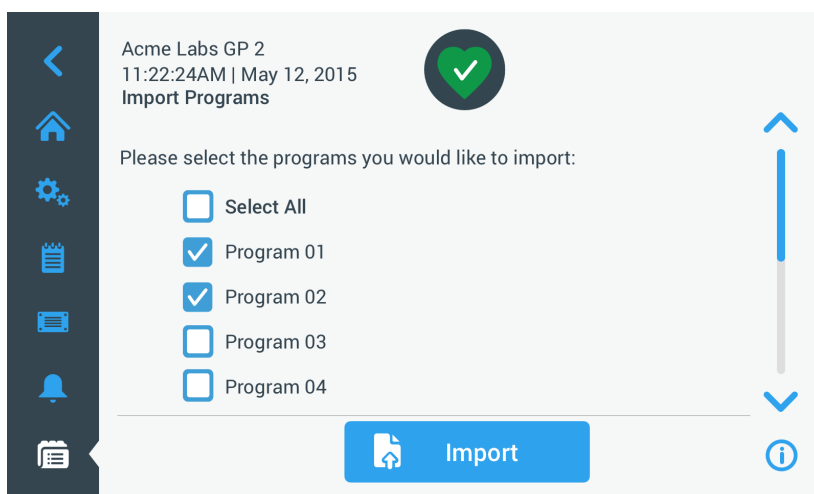 Acme Labs GP 2
11:22:24AM | May 12, 2015
Import Programs
Please select the programs you would like to import:
Select All
Program 01
Program 02
Program 03
Program 04
Import